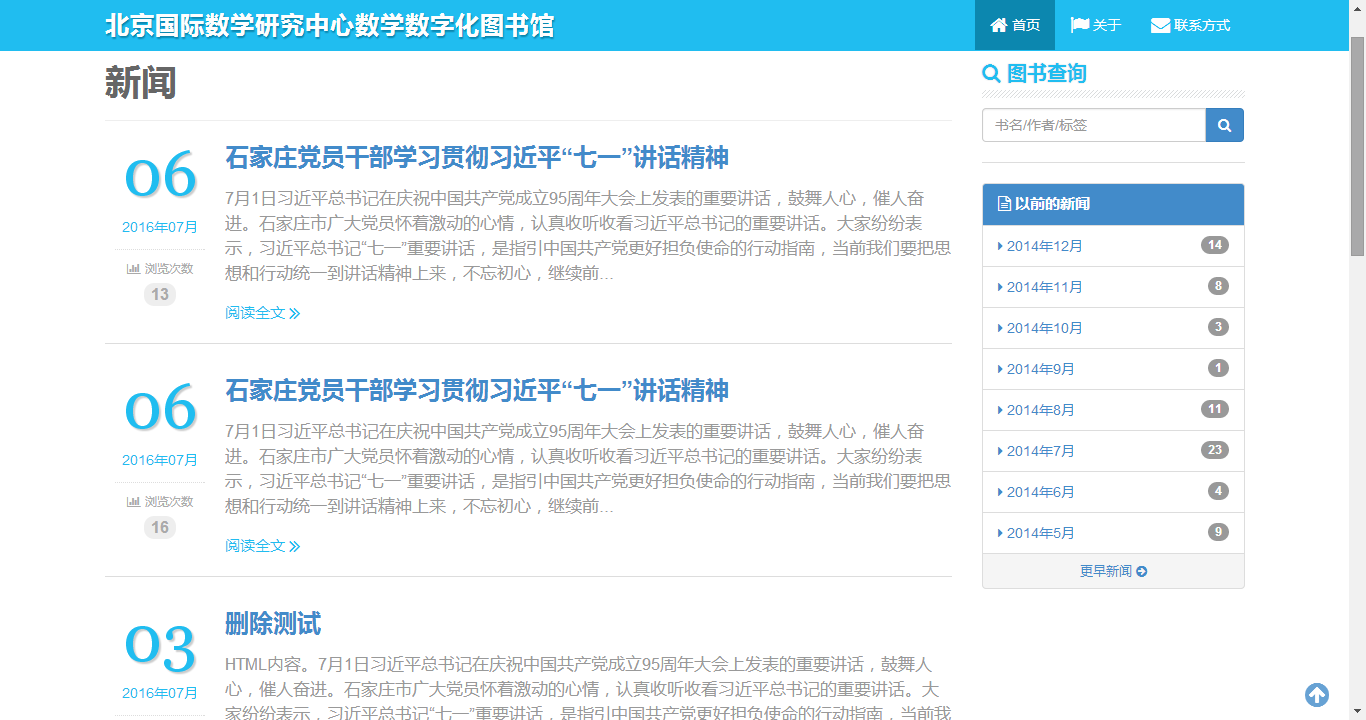 北京国际数学研究中心数学数字化图书馆
首页
关于
联系方式
新闻
06
2016年07月
浏览次数
13
石家庄党员干部学习贯彻习近平“七一”讲话精神
7月1日习近平总书记在庆祝中国共产党成立95周年大会上发表的重要讲话，鼓舞人心，催人奋
进。石家庄市广大党员怀着激动的心情，认真收听收看习近平总书记的重要讲话。大家纷纷表
示，习近平总书记“七一”重要讲话，是指引中国共产党更好担负使命的行动指南，当前我们要把思
想和行动统一到讲话精神上来，不忘初心，继续前...
阅读全文
06
2016年07月
浏览次数
16
石家庄党员干部学习贯彻习近平“七一”讲话精神
7月1日习近平总书记在庆祝中国共产党成立95周年大会上发表的重要讲话，鼓舞人心，催人奋
进。石家庄市广大党员怀着激动的心情，认真收听收看习近平总书记的重要讲话。大家纷纷表
示，习近平总书记“七一”重要讲话，是指引中国共产党更好担负使命的行动指南，当前我们要把思
想和行动统一到讲话精神上来，不忘初心，继续前...
阅读全文
03
2016年07月
删除测试
HTML内容。7月1日习近平总书记在庆祝中国共产党成立95周年大会上发表的重要讲话，鼓舞人
心，催人奋进。石家庄市广大党员怀着激动的心情，认真收听收看习近平总书记的重要讲话。大
家纷纷表示，习近平总书记“七一”重要讲话，是指引中国共产党更好担负使命的行动指南，当前我
图书查询
书名/作者/标签
以前的新闻
2014年12月 14
2014年11月 8
2014年10月 3
2014年9月 1
2014年8月 11
2014年7月 23
2014年6月 4
2014年5月 9
更早新闻